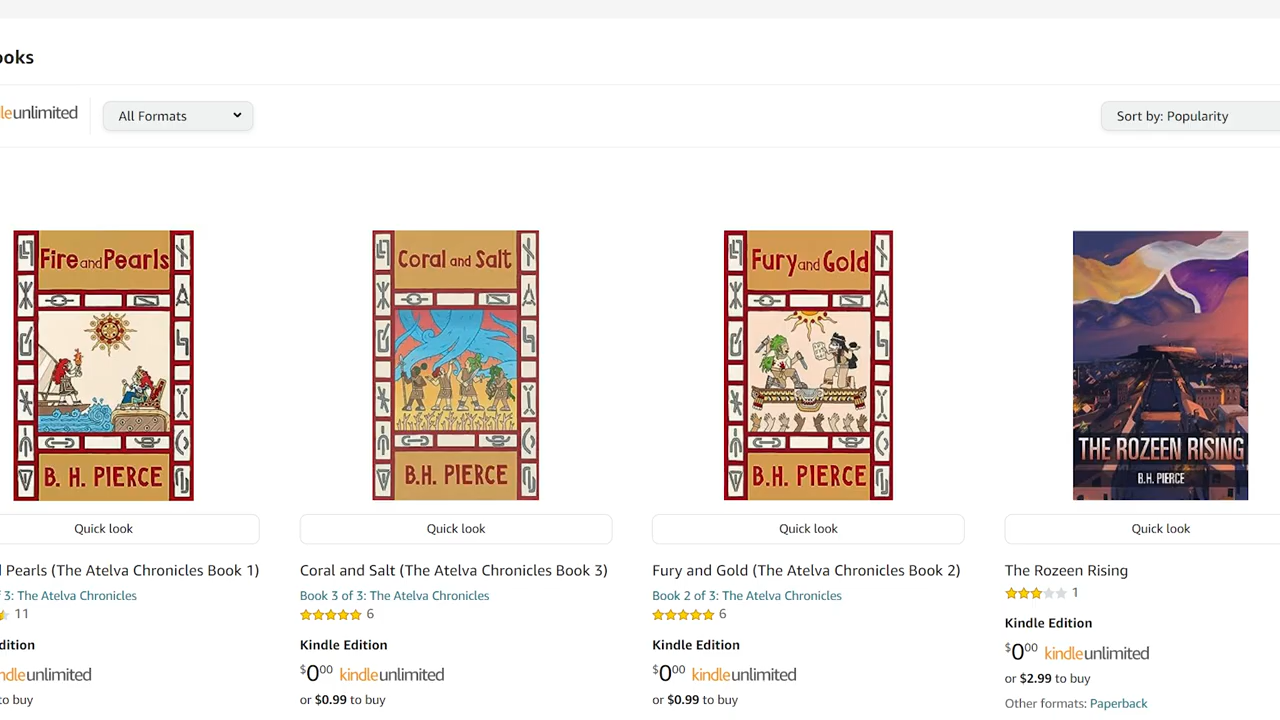 ooks
dleunlimited
All Formats
Sort by: Popularity
Fire and Pearls
B. H. PIERCE
Coral and Salt
B.H. PIERCE
Fury and Gold
B.H. PIERCE
THE ROZEEN RISING
B.H. PIERCE
Quick look
Quick look
Quick look
Quick look
Pearls (The Atelva Chronicles Book 1)
f 3: The Atelva Chronicles
11
dition
ndleunlimited
to buy
Coral and Salt (The Atelva Chronicles Book 3)
Book 3 of 3: The Atelva Chronicles
6
Kindle Edition
$0.00 kindleunlimited
or $0.99 to buy
Fury and Gold (The Atelva Chronicles Book 2)
Book 2 of 3: The Atelva Chronicles
6
Kindle Edition
$0.00 kindleunlimited
or $0.99 to buy
The Rozeen Rising
1
Kindle Edition
$0.00 kindleunlimited
or $2.99 to buy
Other formats: Paperback